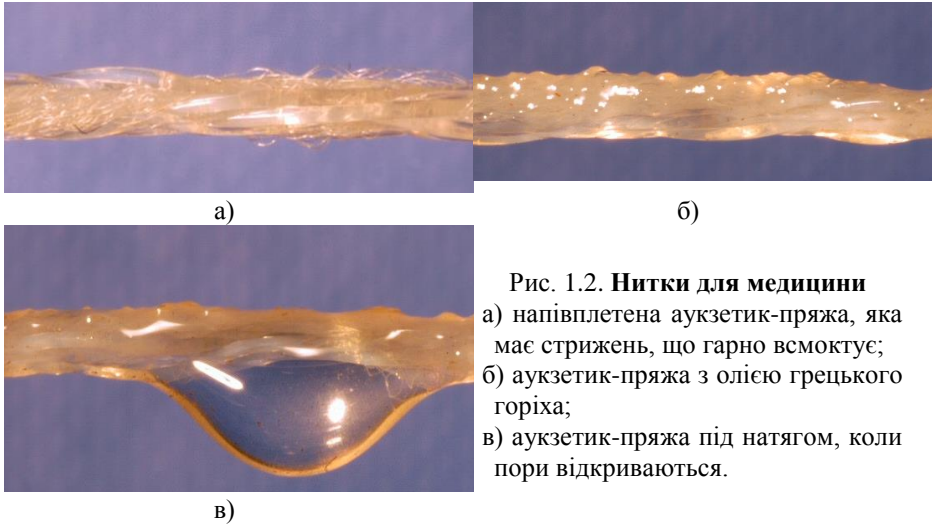 а)
б)
Рис. 1.2. Нитки для медицини
а) напівплетена аукзетик-пряжа, яка
має стрижень, що гарно всмоктує;
б) аукзетик-пряжа з олією грецького
горіха;
в) аукзетик-пряжа під натягом, коли
пори відкриваються.
в)